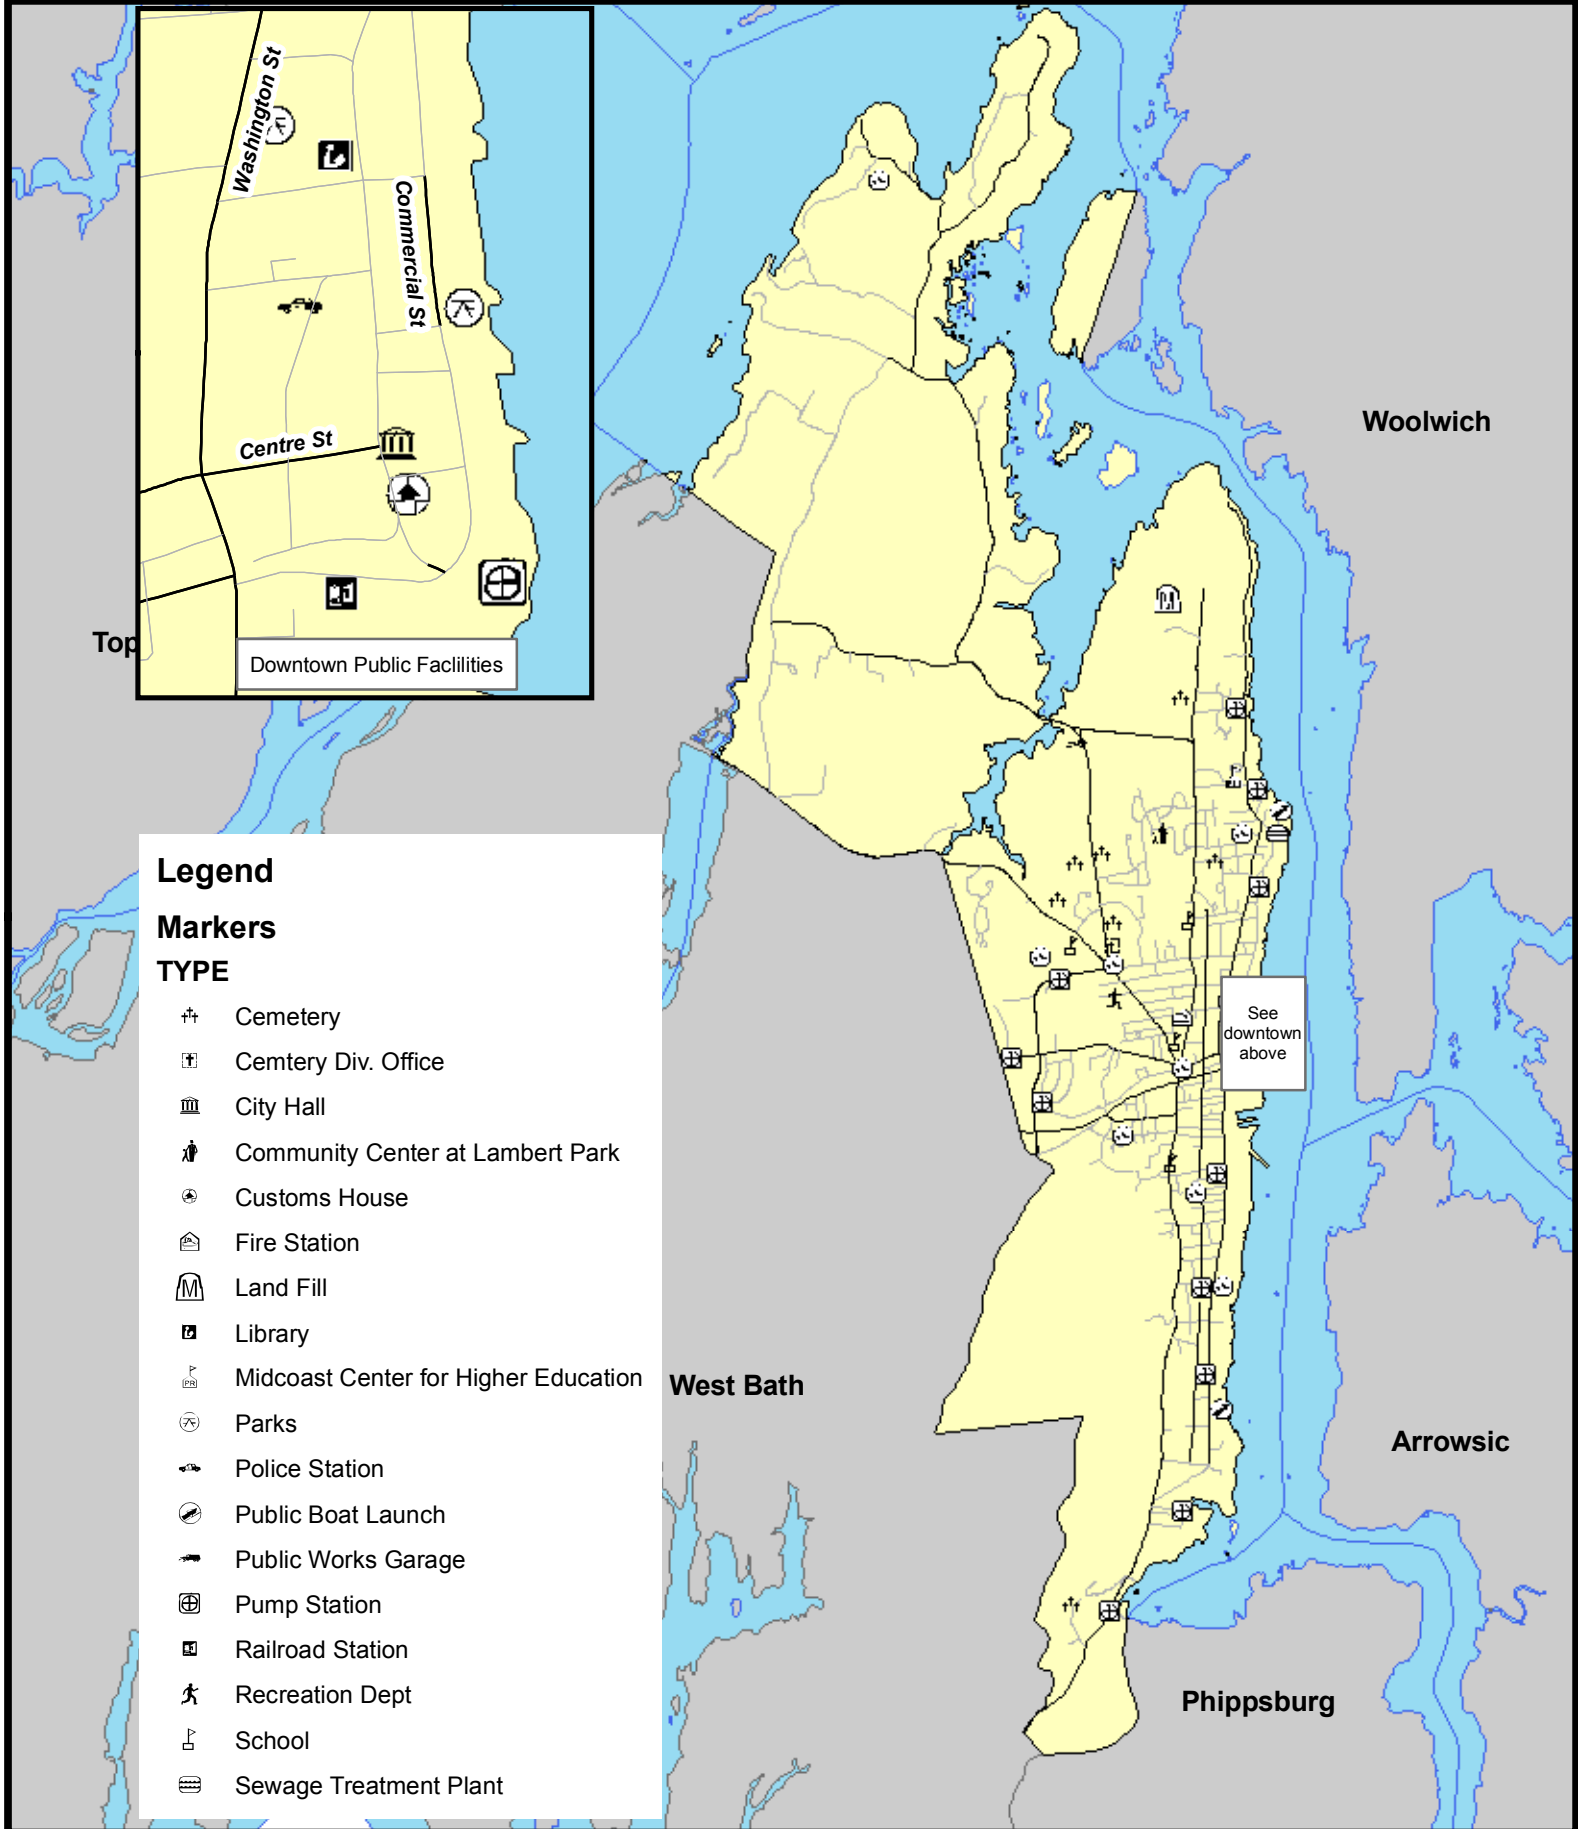 Washington St
Commercial St
Centre St
Downtown Public Faclilities
Top
Woolwich
Legend
Markers
TYPE
Cemetery
Cemtery Div. Office
City Hall
Community Center at Lambert Park
Customs House
Fire Station
Land Fill
Library
Midcoast Center for Higher Education
Parks
Police Station
Public Boat Launch
Public Works Garage
Pump Station
Railroad Station
Recreation Dept
School
Sewage Treatment Plant
See
downtown
above
West Bath
Arrowsic
Phippsburg